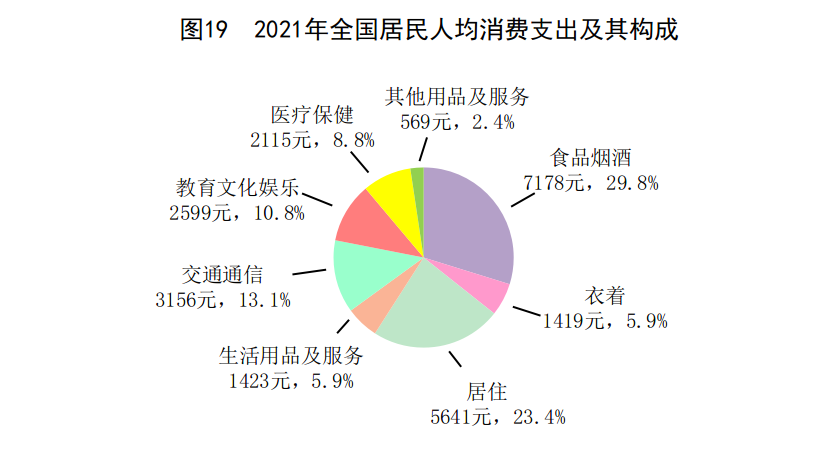 图19 2021年全国居民人均消费支出及其构成
其他用品及服务
569元，2.4%
医疗保健
2115元，8.8%
食品烟酒
7178元，29.8%
教育文化娱乐
2599元，10.8%
交通通信
3156元，13.1%
衣着
1419元，5.9%
生活用品及服务
1423元，5.9%
居住
5641元，23.4%